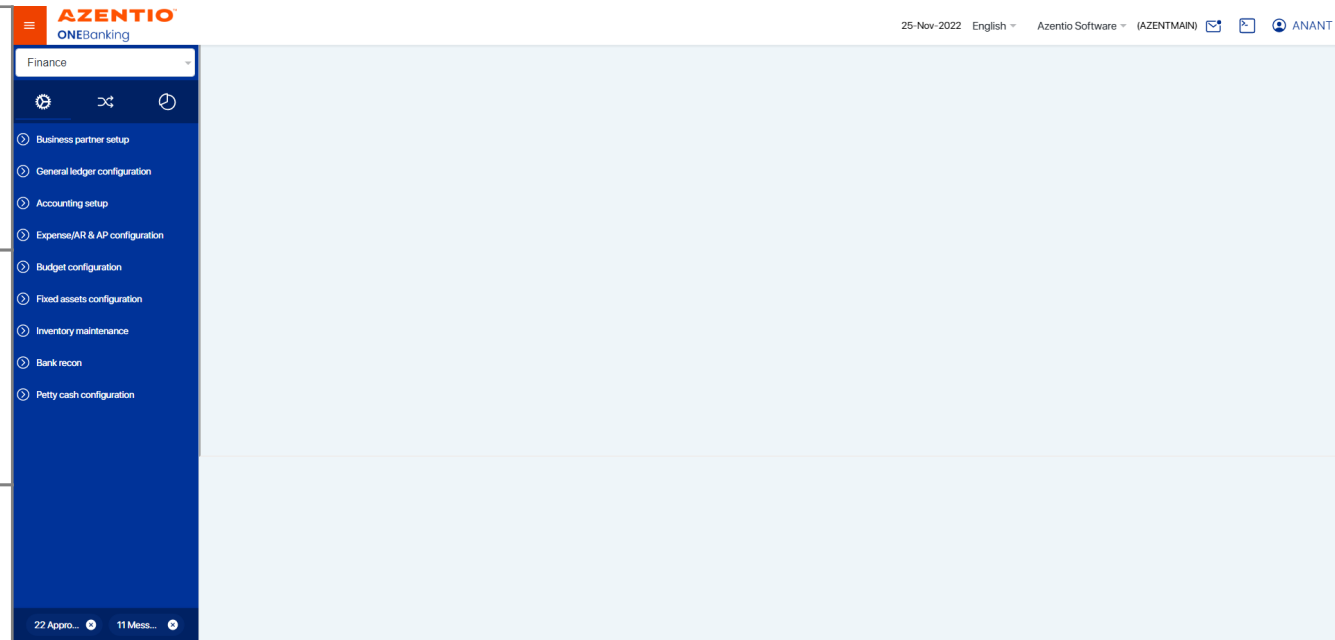 AZENTIO™
ONEBanking
25-Nov-2022 English Azentio Software (AZENTMAIN) ANANT
Finance
Business partner setup
General ledger configuration
Accounting setup
Expense/AR & AP configuration
Budget configuration
Fixed assets configuration
Inventory maintenance
Bank recon
Petty cash configuration
22 Appro... 11 Mess...